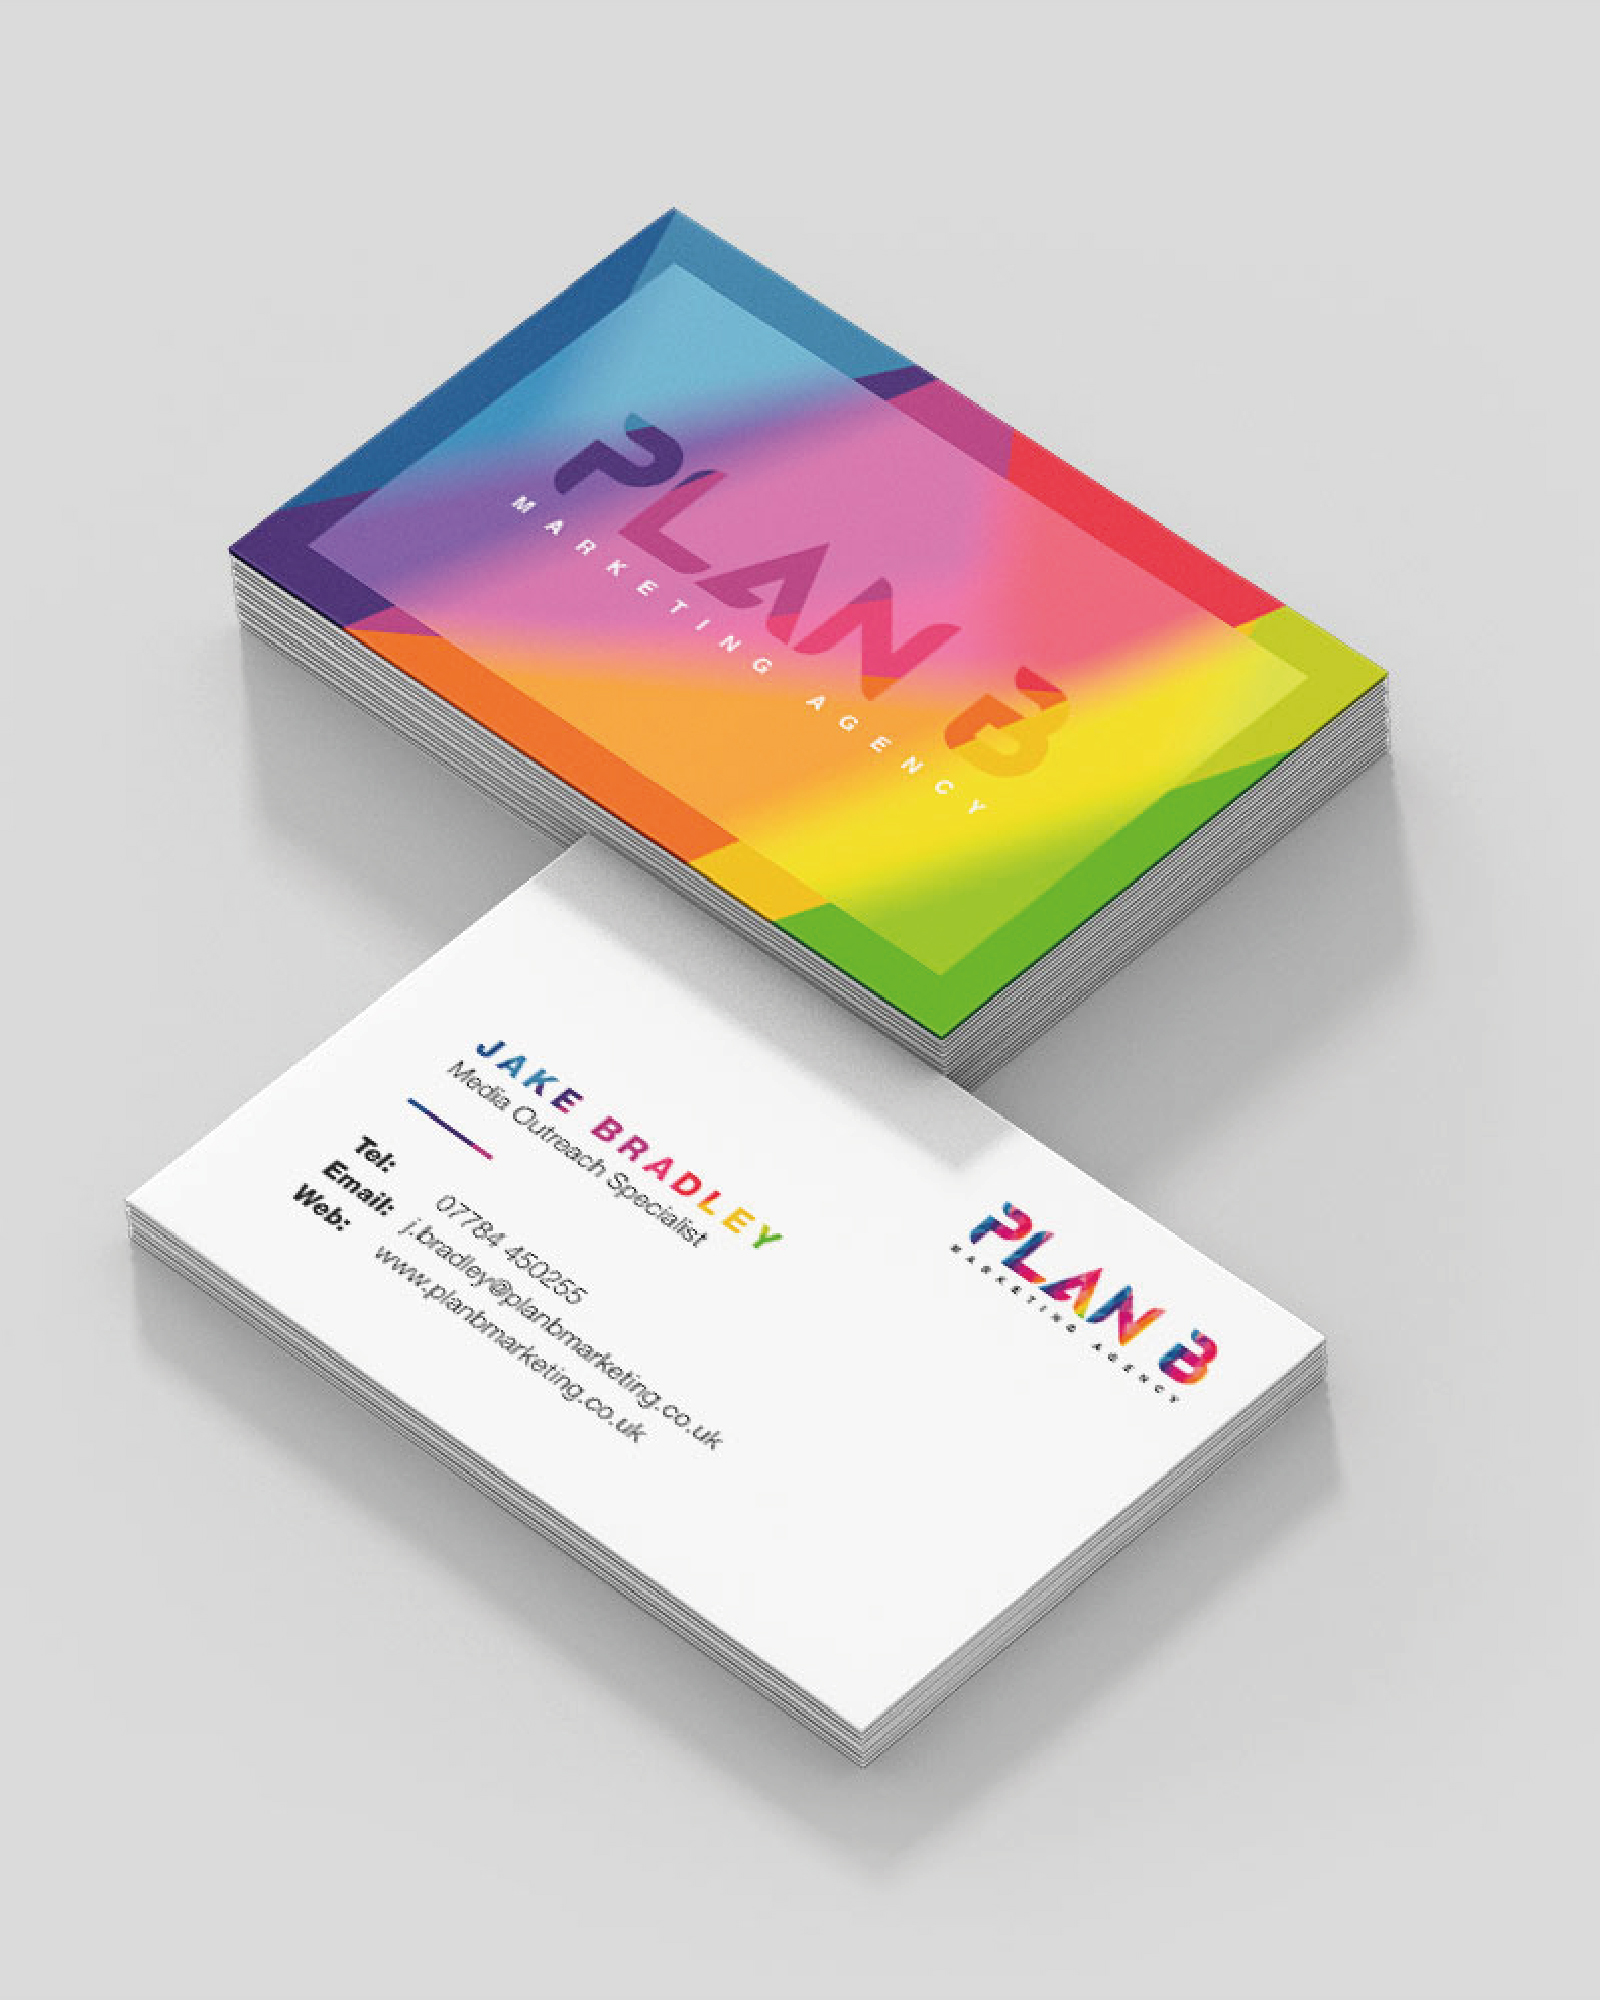 PLAN B
MARKETING AGENCY
JAKE BRADLEY
Media Outreach Specialist
Tel: 07784 450255
Email: j.bradley@planbmarketing.co.uk
Web: www.planbmarketing.co.uk
PLAN B
MARKETING AGENCY